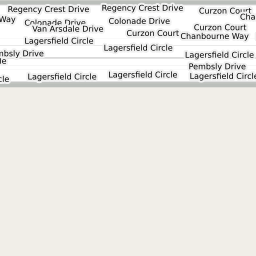 Regency Crest Drive Regency Crest Drive Curzon Court
Way Colonade Drive Colonade Drive Cha
Van Arsdale Drive Curzon Court Curzon Court
Lagersfield Circle Chanbourne Way
Lagersfield Circle
mbsly Drive Lagersfield Circle
le Pembsly Drive
cle Lagersfield Circle Lagersfield Circle Lagersfield Circle